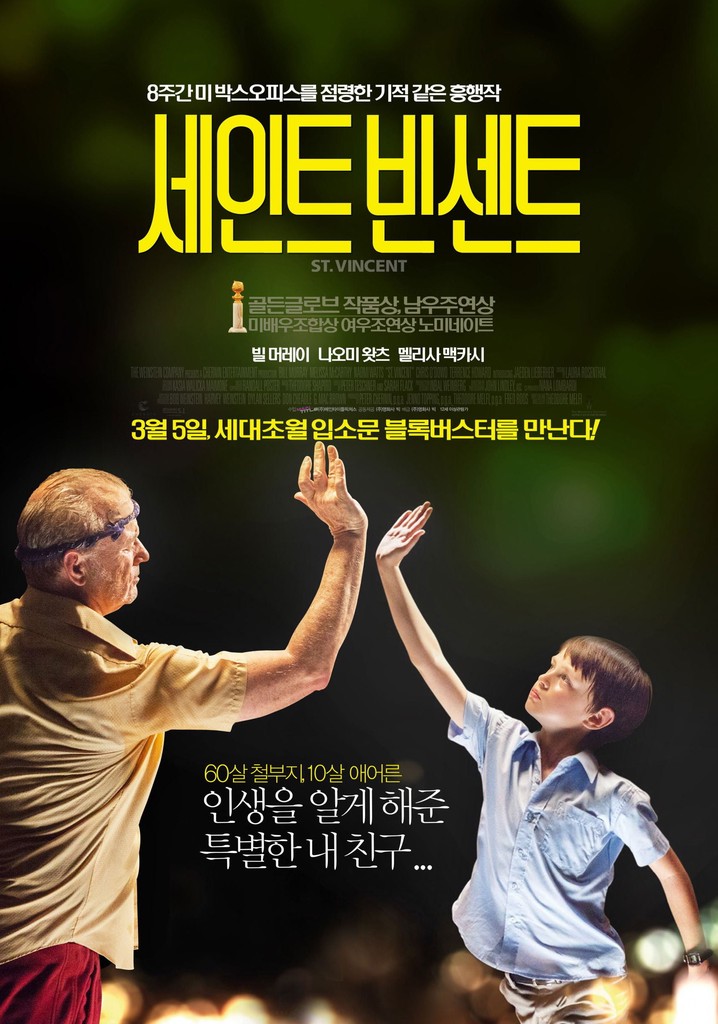 8주간 미 박스오피스를 점령한 기적 같은 흥행작
세인트 빈센트
ST. VINCENT
골든글로브 작품상, 남우주연상
미배우조합상 여우조연상 노미네이트
빌 머레이 나오미 왓츠 멜리사 맥카시
3월 5일, 세대초월 입소문 블록버스터를 만난다!
60살 철부지, 10살 애어른
인생을 알게 해준
특별한 내 친구...